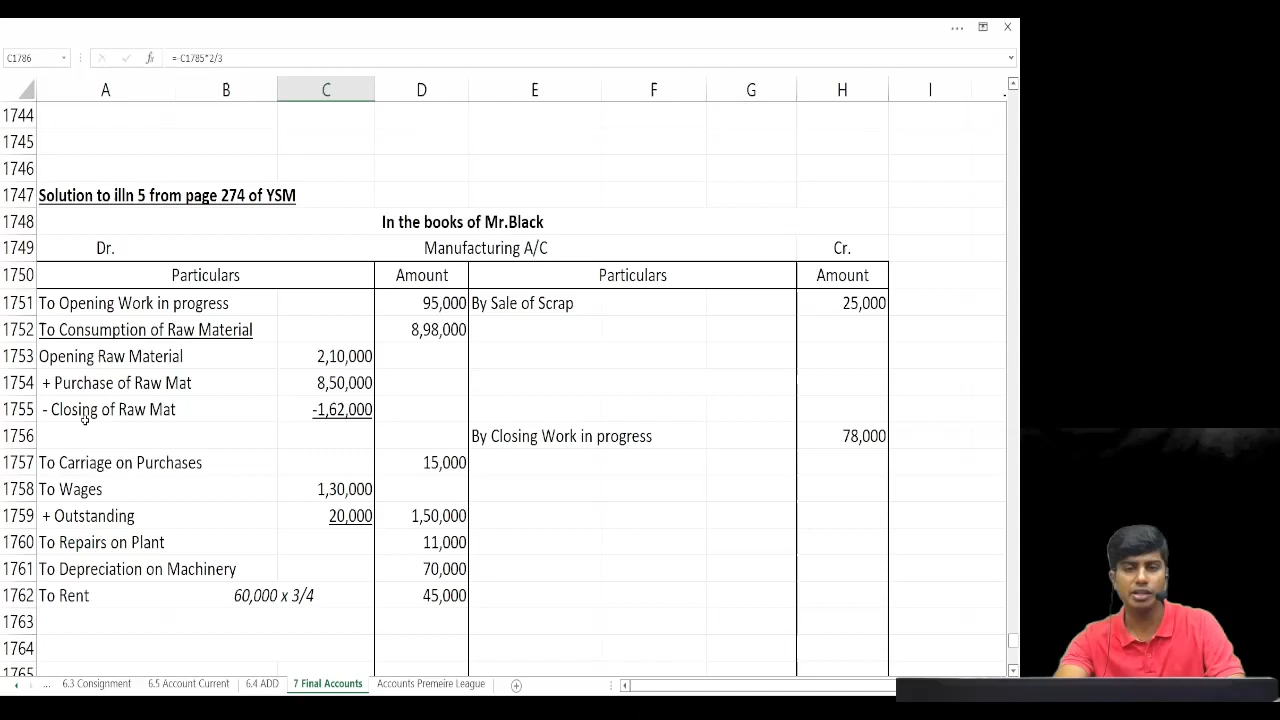 C1786 fx =-C1785*2/3
A B C D E F G H I
1744
1745
1746
1747 Solution to illn 5 from page 274 of YSM
1748 In the books of Mr.Black
1749 Dr. Manufacturing A/C Cr.
1750 Particulars Amount Particulars Amount
1751 To Opening Work in progress 95,000 By Sale of Scrap 25,000
1752 To Consumption of Raw Material 8,98,000
1753 Opening Raw Material 2,10,000
1754 + Purchase of Raw Mat 8,50,000
1755 - Closing of Raw Mat -1,62,000
1756 By Closing Work in progress 78,000
1757 To Carriage on Purchases 15,000
1758 To Wages 1,30,000
1759 + Outstanding 20,000 1,50,000
1760 To Repairs on Plant 11,000
1761 To Depreciation on Machinery 70,000
1762 To Rent 60,000 x 3/4 45,000
1763
1764
1765
... 6.3 Consignment 6.5 Account Current 6.4 ADD 7 Final Accounts Accounts Premeire League